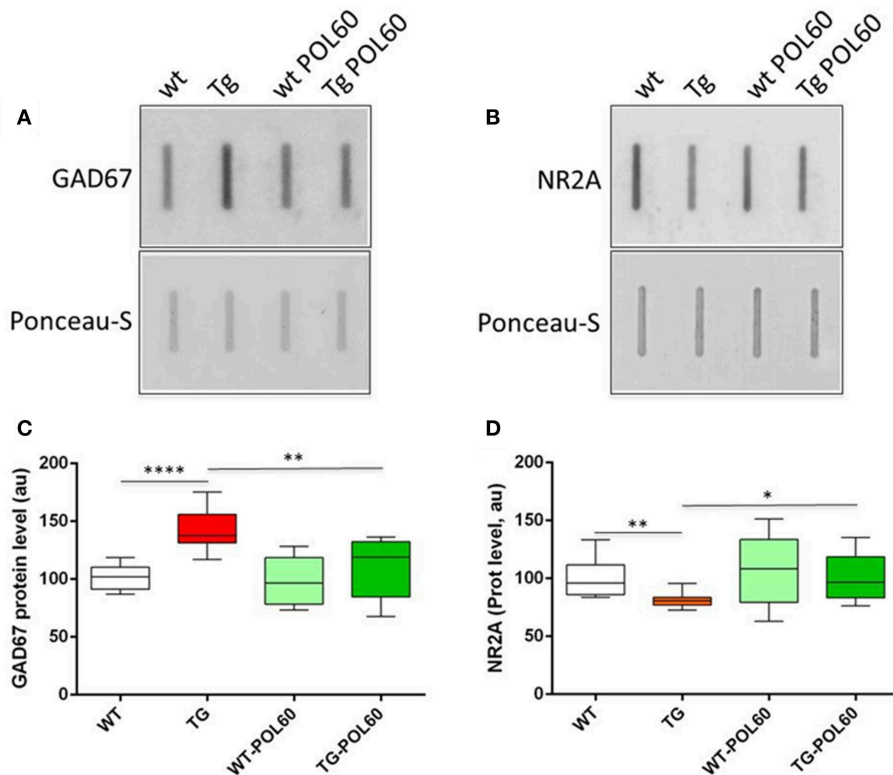 A
wt Tg wt POL60 Tg POL60
GAD67
Ponceau-S
B
wt Tg wt POL60 Tg POL60
NR2A
Ponceau-S
C
GAD67 protein level (au)
200
150
100
50
0
****
**
WT TG WT-POL60 TG-POL60
D
NR2A (Prot level, au)
200
150
100
50
0
**
*
WT TG WT-POL60 TG-POL60